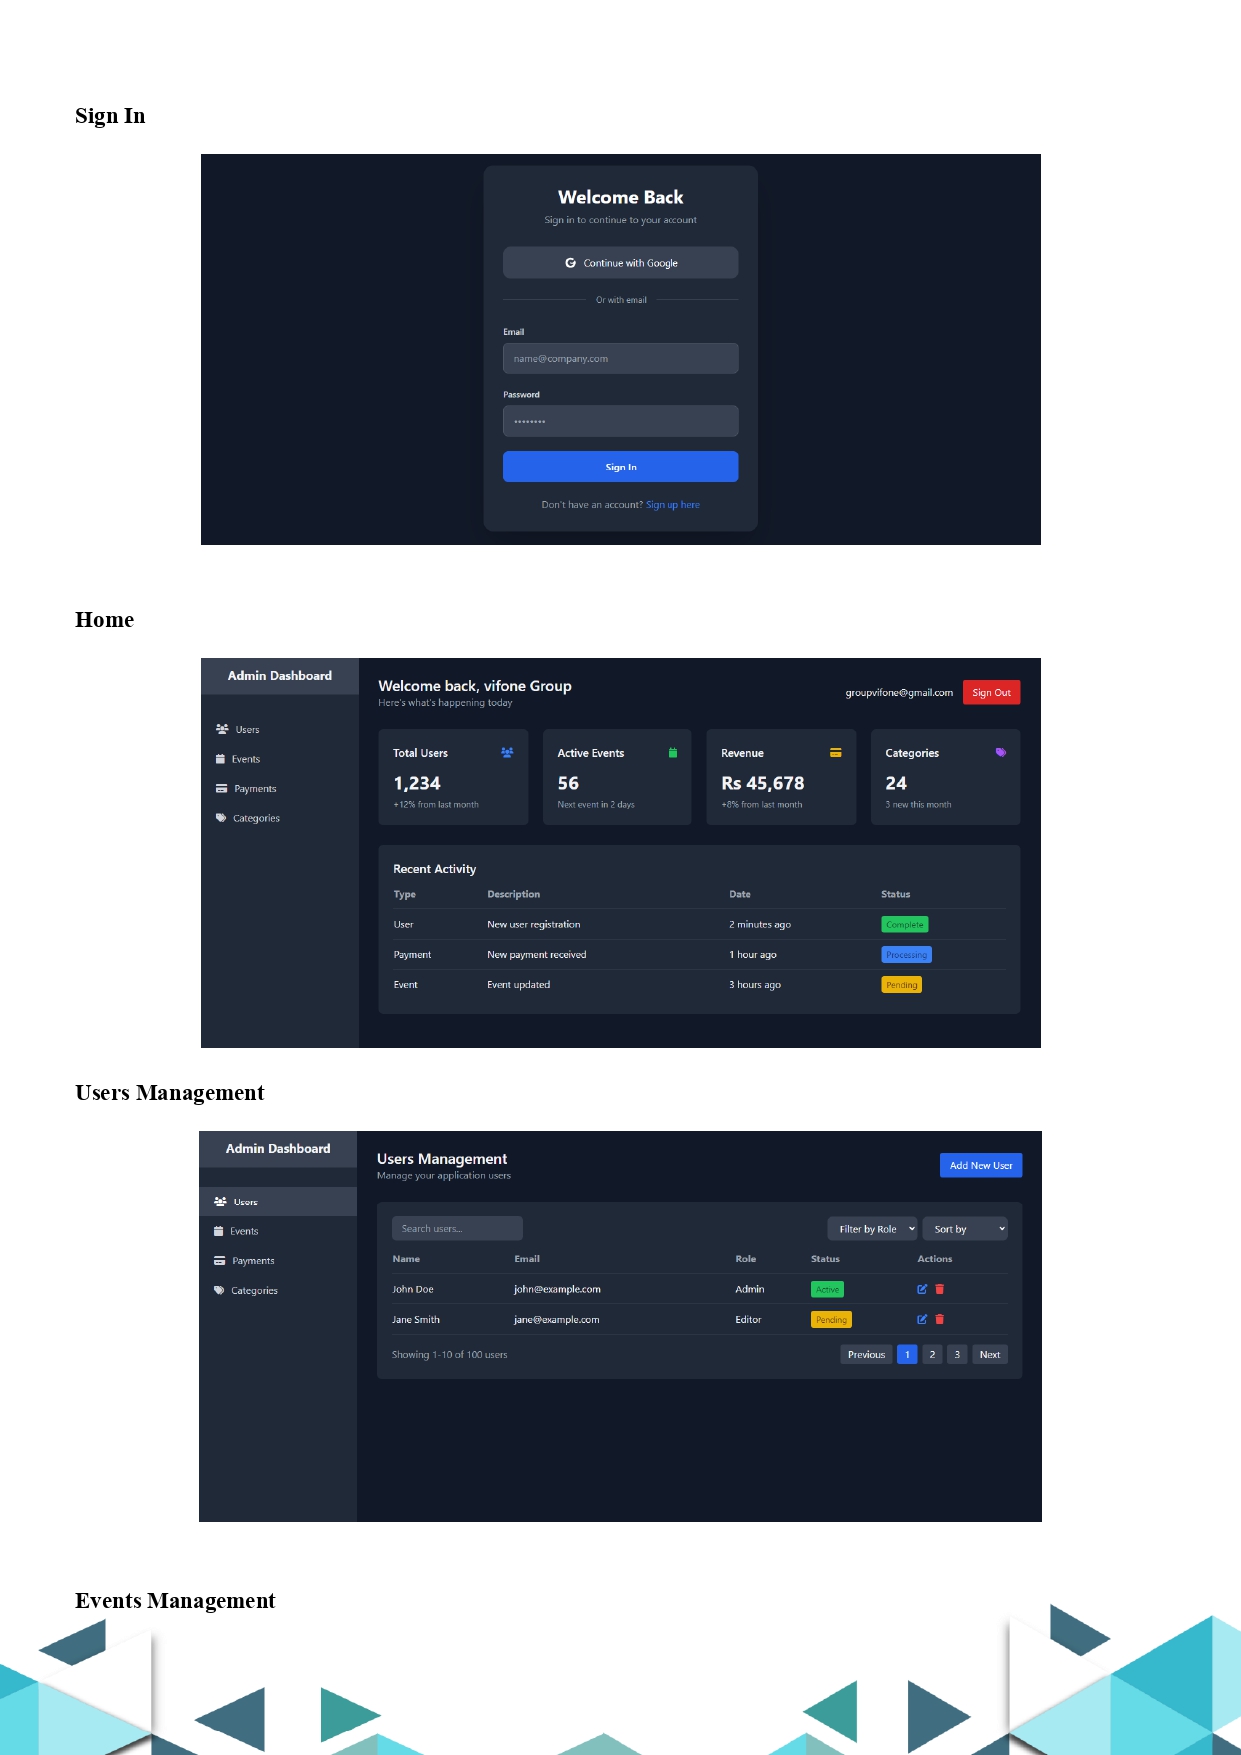 Sign In
Welcome Back
Sign in to continue to your account
Continue with Google
Or with email
Email
name@company.com
Password
••••••••
Sign In
Don't have an account? Sign up here
Home
Admin Dashboard
Users
Events
Payments
Categories
Welcome back, vifone Group
Here's what's happening today
groupvifone@gmail.com Sign Out
Total Users
1,234
+12% from last month
Active Events
56
Next event in 2 days
Revenue
Rs 45,678
+8% from last month
Categories
24
3 new this month
Recent Activity
Type Description Date Status
User New user registration 2 minutes ago Complete
Payment New payment received 1 hour ago Processing
Event Event updated 3 hours ago Pending
Users Management
Admin Dashboard
Users
Events
Payments
Categories
Users Management
Manage your application users
Add New User
Search users...
Filter by Role Sort by
Name Email Role Status Actions
John Doe john@example.com Admin Active
Jane Smith jane@example.com Editor Pending
Showing 1-10 of 100 users
Previous 1 2 3 Next
Events Management